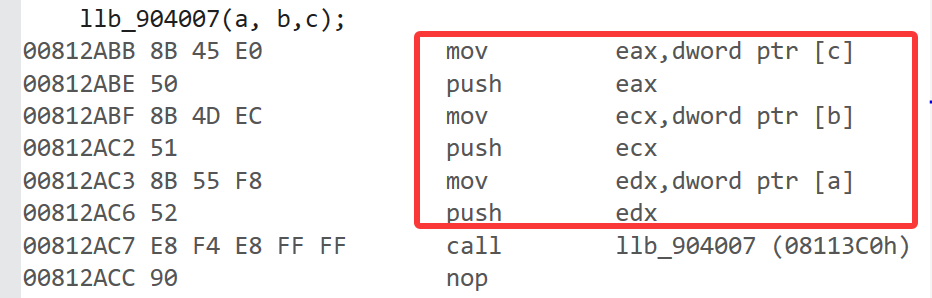 llb_904007(a, b,c);
00812ABB 8B 45 E0 mov eax,dword ptr [c]
00812ABE 50 push eax
00812ABF 8B 4D EC mov ecx,dword ptr [b]
00812AC2 51 push ecx
00812AC3 8B 55 F8 mov edx,dword ptr [a]
00812AC6 52 push edx
00812AC7 E8 F4 E8 FF FF call llb_904007 (08113C0h)
00812ACC 90 nop